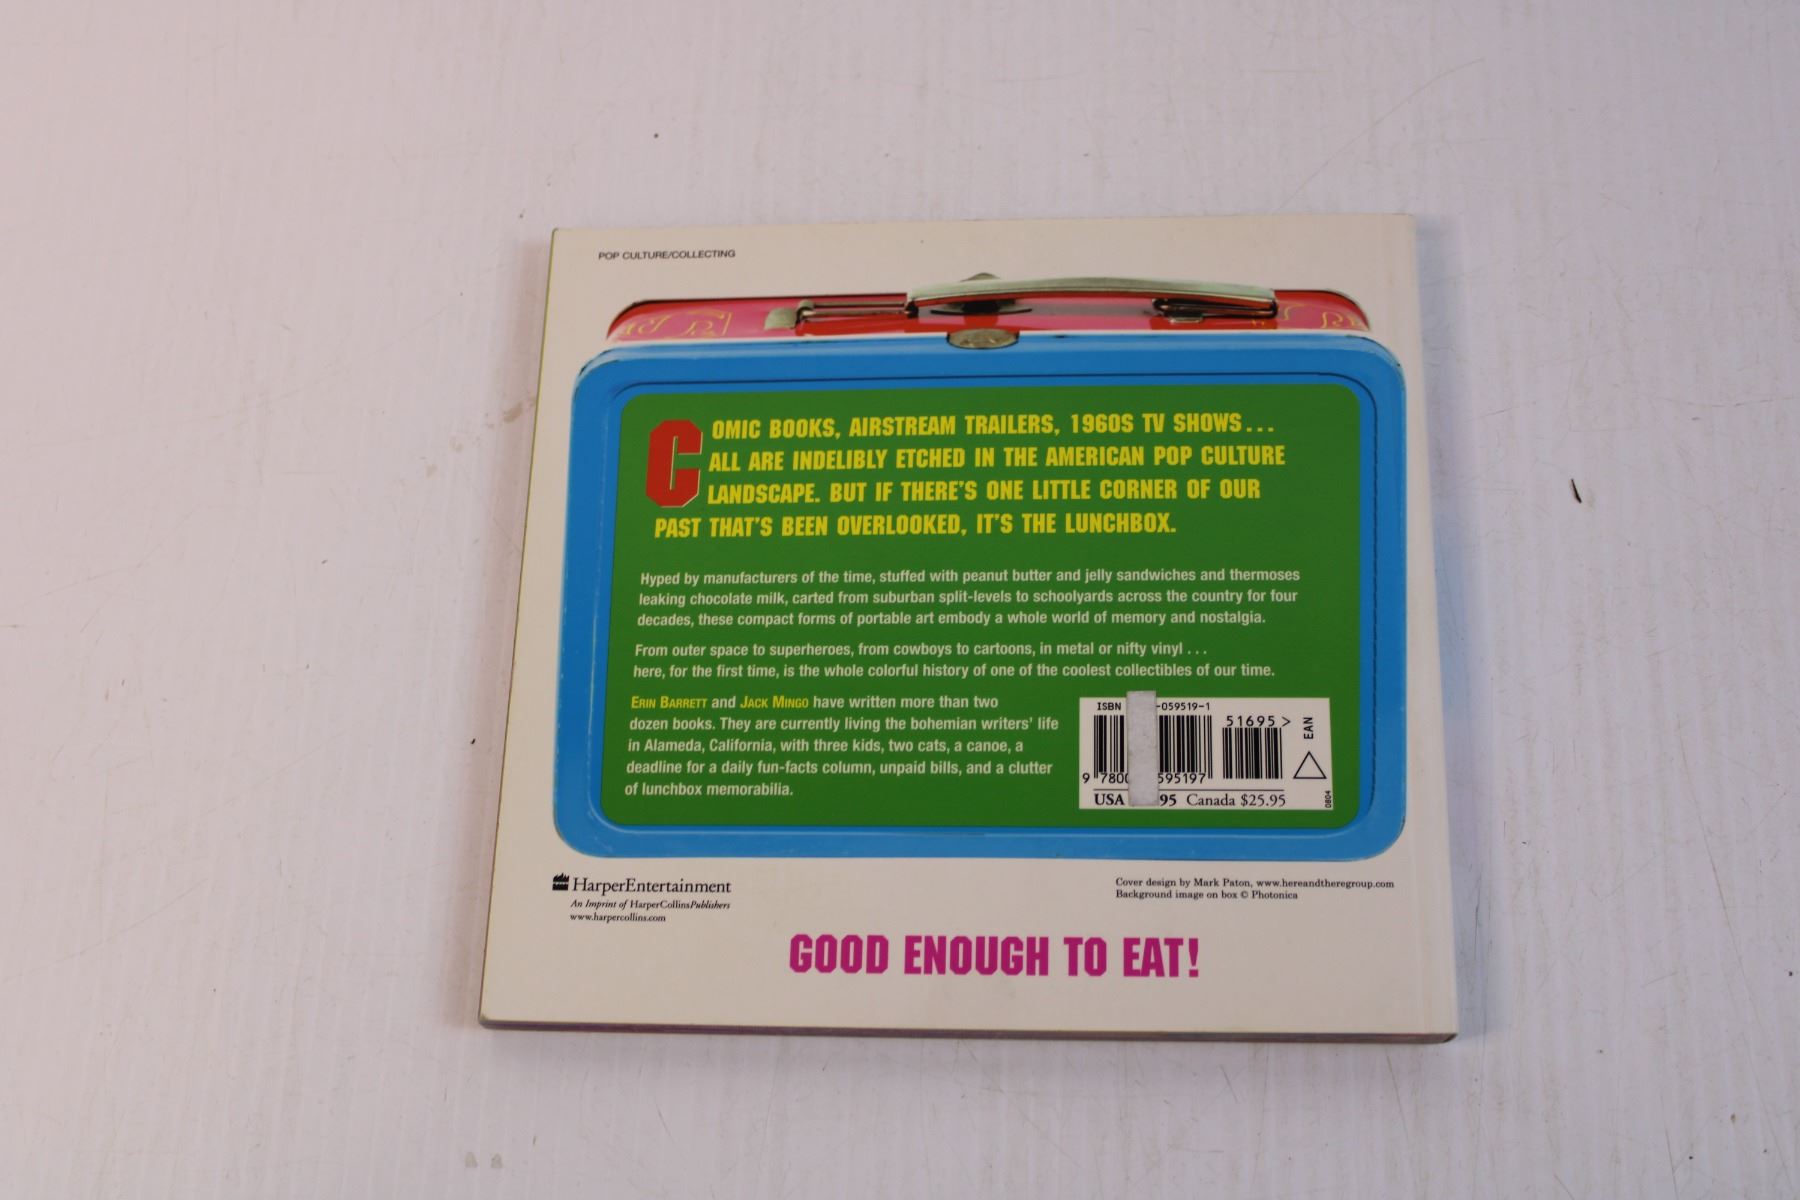 POP CULTURE/COLLECTING
COMIC BOOKS, AIRSTREAM TRAILERS, 1960S TV SHOWS...
ALL ARE INDELIBLY ETCHED IN THE AMERICAN POP CULTURE
LANDSCAPE. BUT IF THERE'S ONE LITTLE CORNER OF OUR
PAST THAT'S BEEN OVERLOOKED, IT'S THE LUNCHBOX.
Hyped by manufacturers of the time, stuffed with peanut butter and jelly sandwiches and thermoses
leaking chocolate milk, carted from suburban split-levels to schoolyards across the country for four
decades, these compact forms of portable art embody a whole world of memory and nostalgia.
From outer space to superheroes, from cowboys to cartoons, in metal or nifty vinyl ...
here, for the first time, is the whole colorful history of one of the coolest collectibles of our time.
ERIN BARRETT and JACK MINGO have written more than two
dozen books. They are currently living the bohemian writers' life
in Alameda, California, with three kids, two cats, a canoe, a
deadline for a daily fun-facts column, unpaid bills, and a clutter
of lunchbox memorabilia.
ISBN -059519-1
51695 >
EAN
9 780 595197
USA 95 Canada $25.95
0804
HarperEntertainment
An Imprint of HarperCollinsPublishers
www.harpercollins.com
Cover design by Mark Paton, www.hereandtheregroup.com
Background image on box © Photonica
GOOD ENOUGH TO EAT!